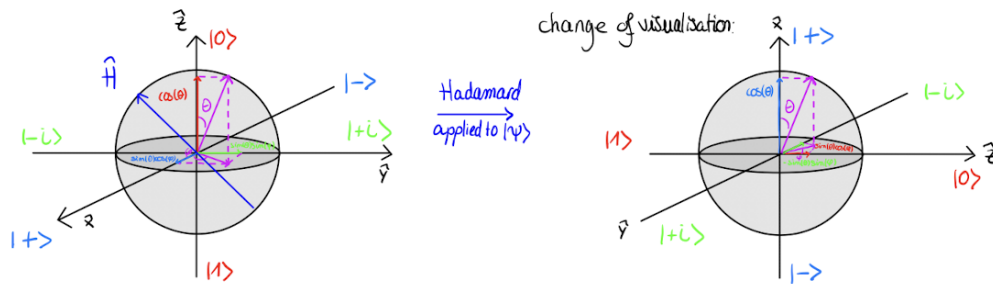 Ẑ
|0⟩
Ĥ
cos(θ)
θ
|-⟩
|-i⟩
|+i⟩
Ŷ
x̂
|+⟩
|1⟩
Hadamard
applied to |ψ⟩
change of visualisation:
x̂
|+⟩
cos(θ)
θ
|-i⟩
|1⟩
Ẑ
|0⟩
ŷ
|+i⟩
|-⟩